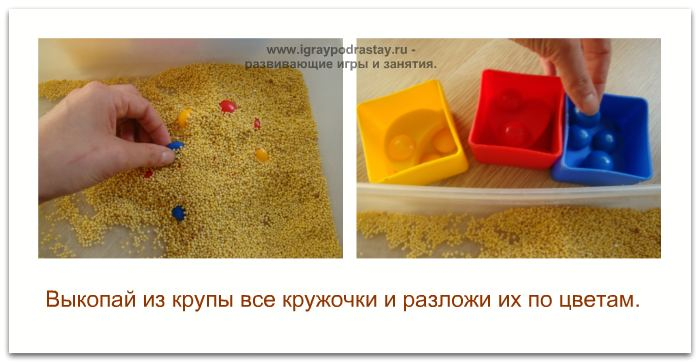 www.igraypodrastay.ru -
развивающие игры и занятия.
Выкопай из крупы все кружочки и разложи их по цветам.